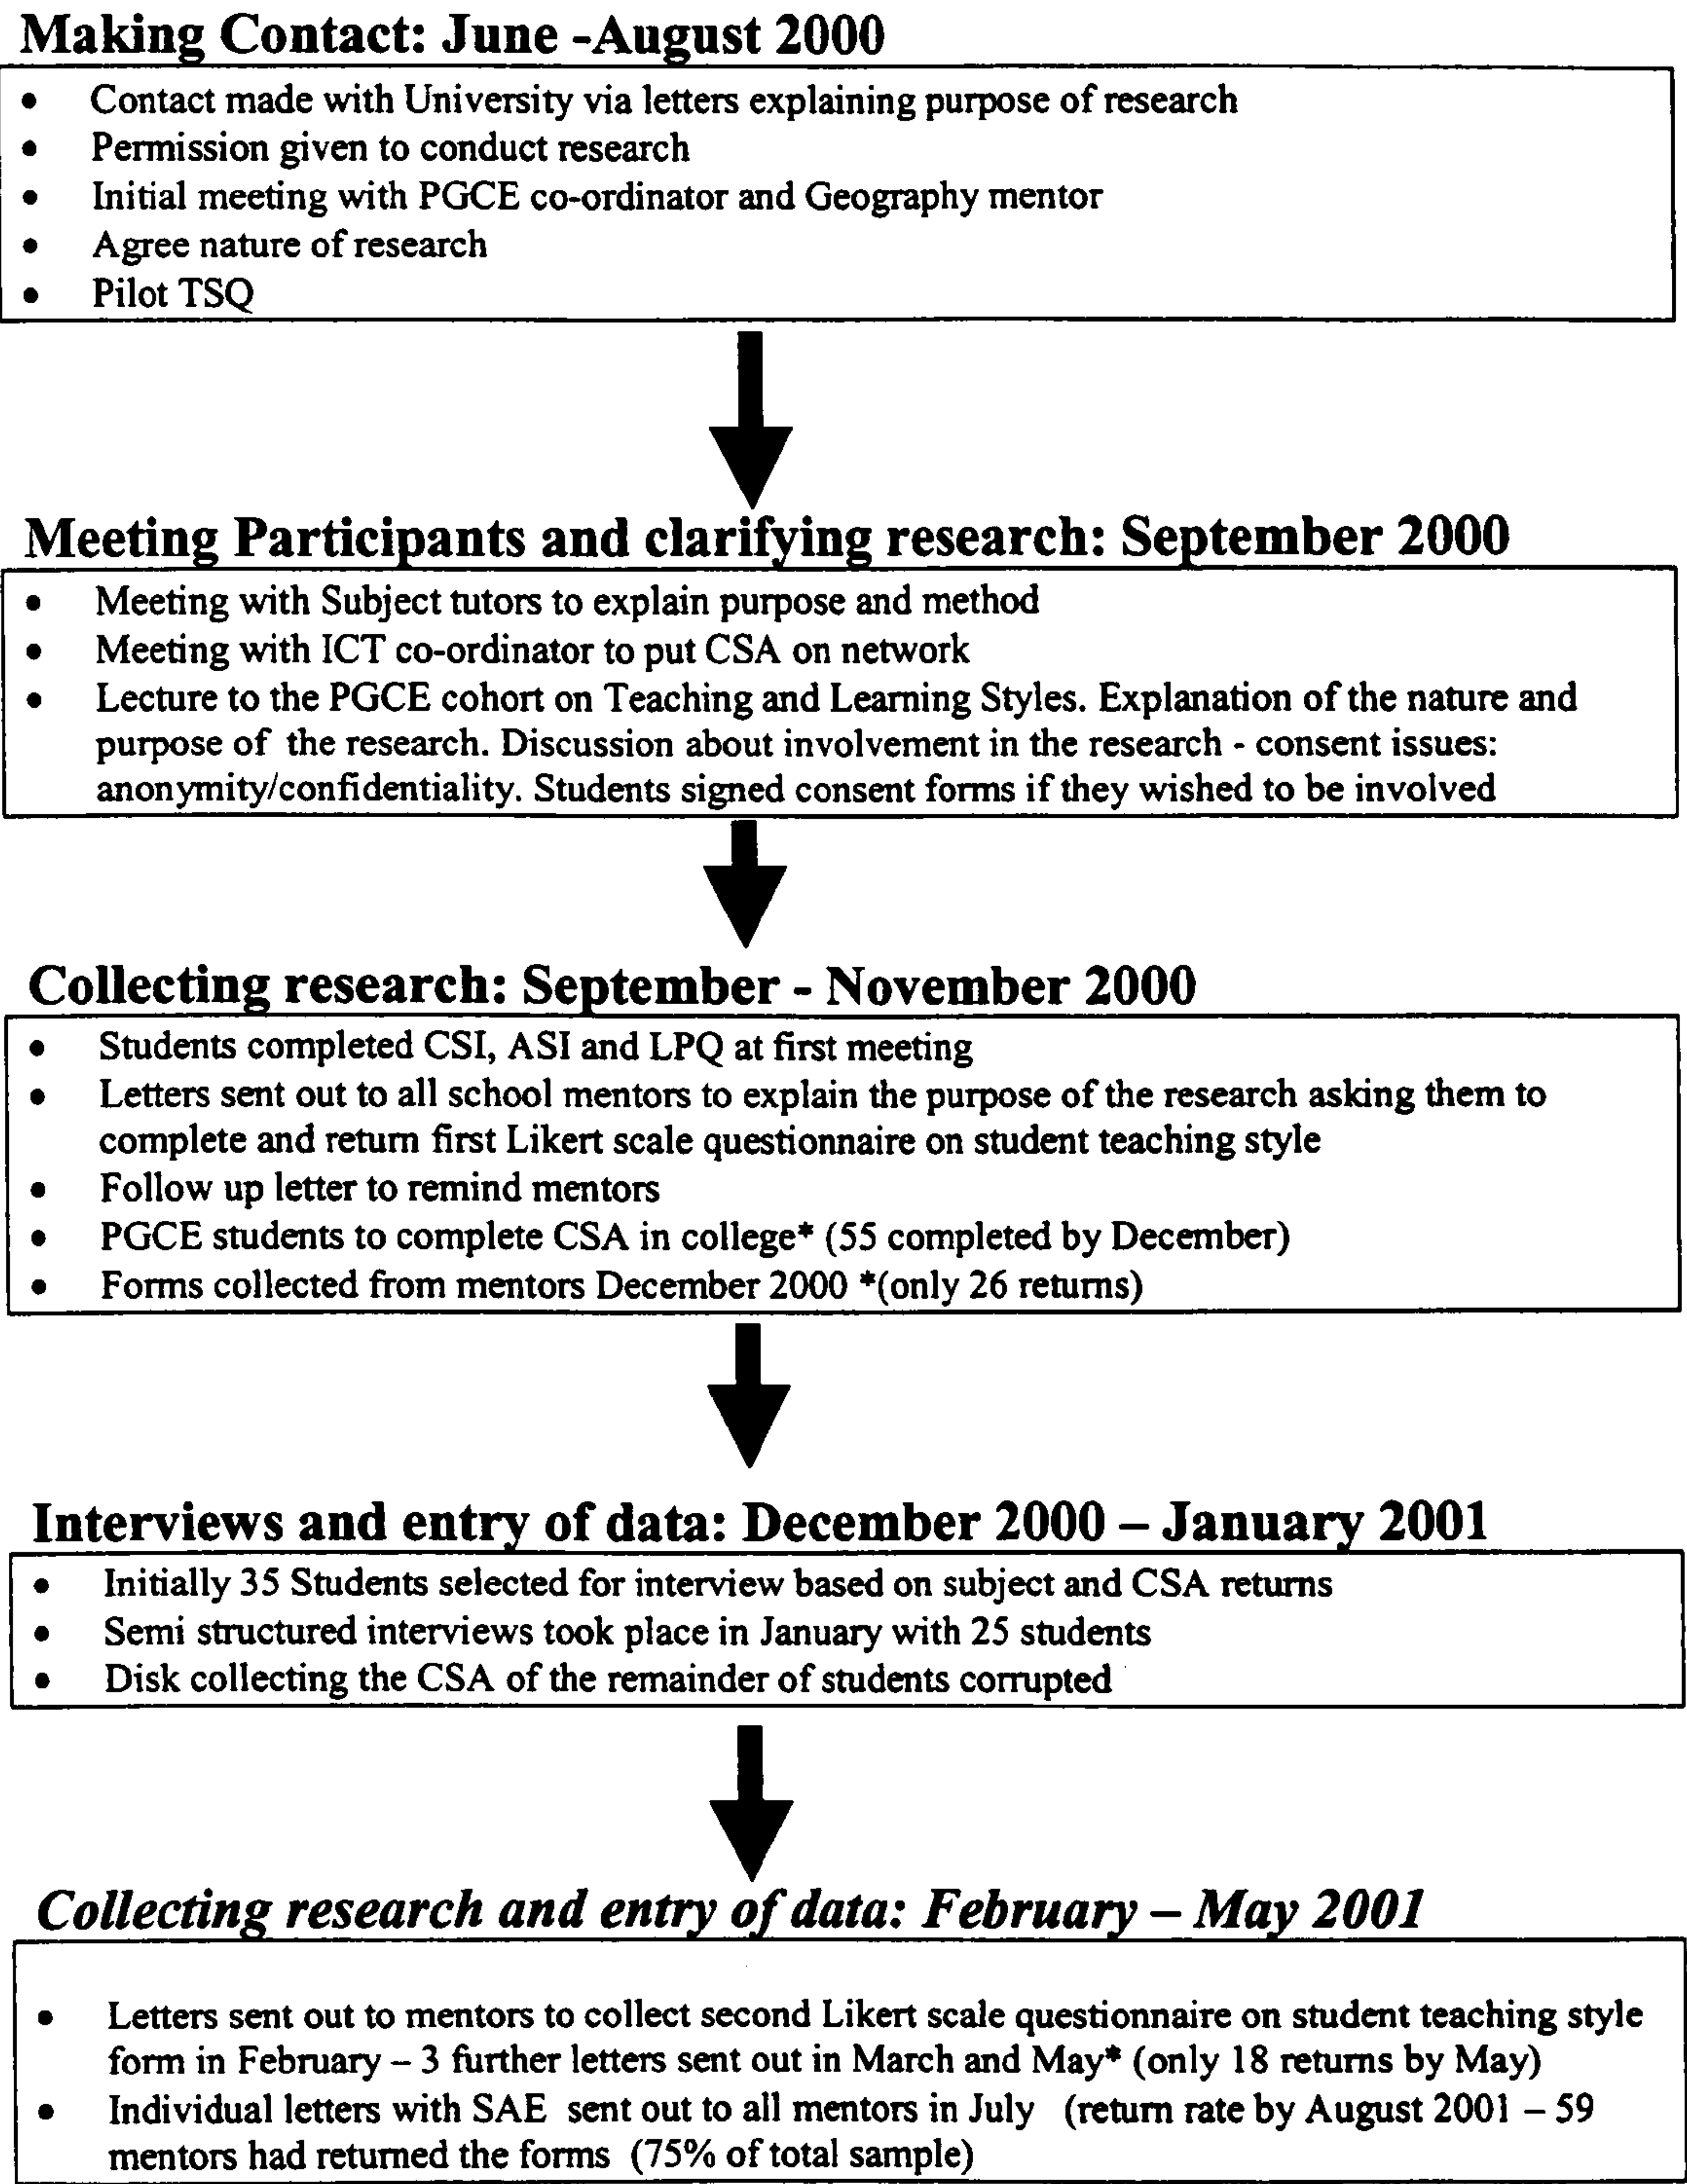 Making Contact: June -August 2000
• Contact made with University via letters explaining purpose of research
• Permission given to conduct research
• Initial meeting with PGCE co-ordinator and Geography mentor
• Agree nature of research
• Pilot TSQ
Meeting Participants and clarifying research: September 2000
• Meeting with Subject tutors to explain purpose and method
• Meeting with ICT co-ordinator to put CSA on network
• Lecture to the PGCE cohort on Teaching and Learning Styles. Explanation of the nature and
purpose of the research. Discussion about involvement in the research - consent issues:
anonymity/confidentiality. Students signed consent forms if they wished to be involved
Collecting research: September - November 2000
• Students completed CSI, ASI and LPQ at first meeting
• Letters sent out to all school mentors to explain the purpose of the research asking them to
complete and return first Likert scale questionnaire on student teaching style
• Follow up letter to remind mentors
• PGCE students to complete CSA in college* (55 completed by December)
• Forms collected from mentors December 2000 *(only 26 returns)
Interviews and entry of data: December 2000 – January 2001
• Initially 35 Students selected for interview based on subject and CSA returns
• Semi structured interviews took place in January with 25 students
• Disk collecting the CSA of the remainder of students corrupted
Collecting research and entry of data: February – May 2001
• Letters sent out to mentors to collect second Likert scale questionnaire on student teaching style
form in February – 3 further letters sent out in March and May* (only 18 returns by May)
• Individual letters with SAE sent out to all mentors in July (return rate by August 2001 – 59
mentors had returned the forms (75% of total sample)